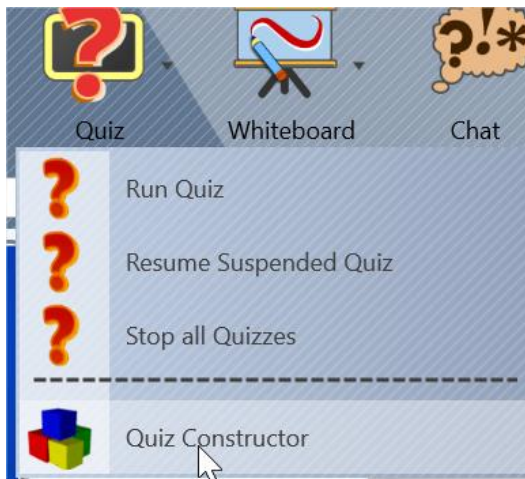 Quiz
Whiteboard
Chat
Run Quiz
Resume Suspended Quiz
Stop all Quizzes
Quiz Constructor